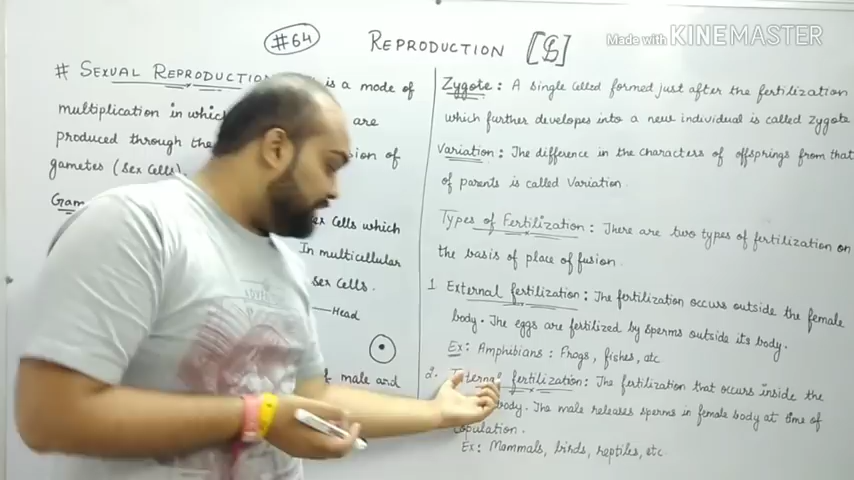 #64
REPRODUCTION
Made with KINEMASTER
# SEXUAL REPRODUCTION is a mode of
multiplication in which are
produced through the sion of
gametes (Sex Cells).
Sex Cells which
In multicellular
sex cells.
Head
of male and
Zygote : A single celled formed just after the fertilization
which further developes into a new individual is called zygote
Variation : The difference in the characters of offsprings from that
of parents is called Variation
Types of Fertilization : There are two types of fertilization on
the basis of place of fusion.
1 External fertilization : The fertilization occurs outside the female
body. The eggs are fertilized by sperms outside its body.
Ex : Amphibians : Frogs, fishes, etc
2. fertilization : The fertilization that occurs inside the
body. The male releases sperms in female body at time of
copulation.
Ex : Mammals, birds, reptiles, etc